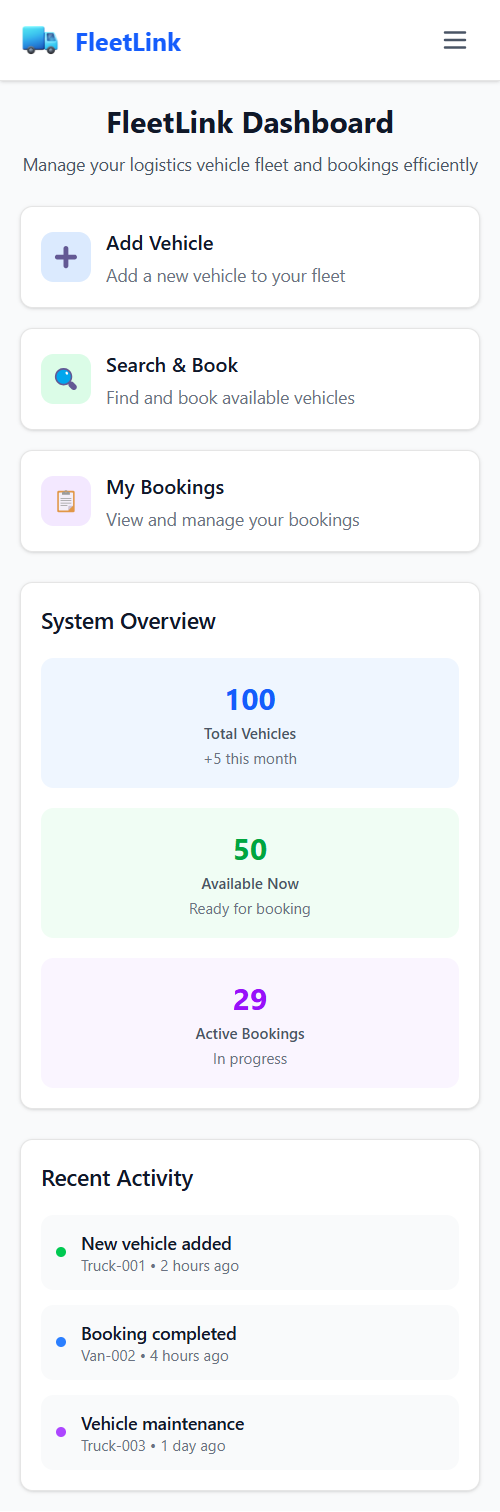 FleetLink
FleetLink Dashboard
Manage your logistics vehicle fleet and bookings efficiently
Add Vehicle
Add a new vehicle to your fleet
Search & Book
Find and book available vehicles
My Bookings
View and manage your bookings
System Overview
100
Total Vehicles
+5 this month
50
Available Now
Ready for booking
29
Active Bookings
In progress
Recent Activity
New vehicle added
Truck-001 • 2 hours ago
Booking completed
Van-002 • 4 hours ago
Vehicle maintenance
Truck-003 • 1 day ago